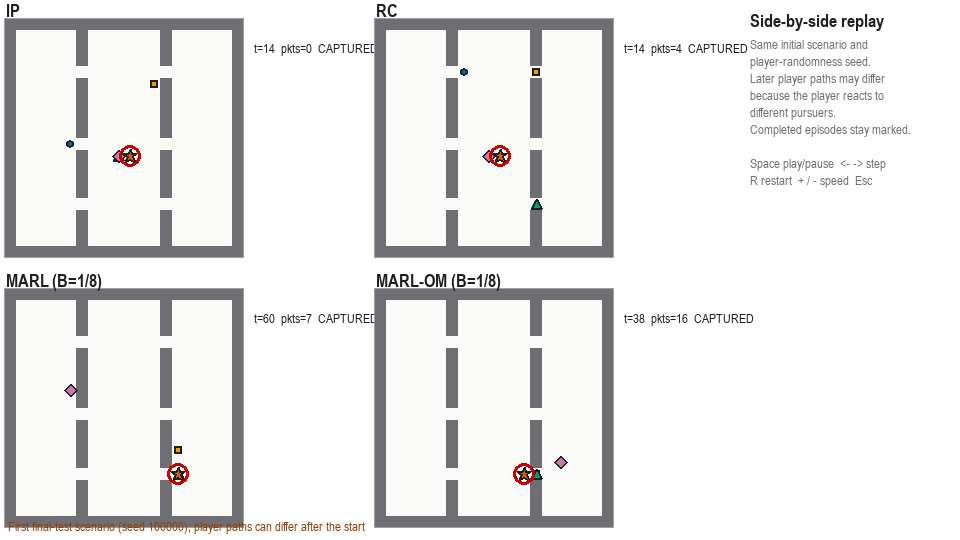 IP
t=14 pkts=0 CAPTURED
RC
t=14 pkts=4 CAPTURED
Side-by-side replay
Same initial scenario and
player-randomness seed.
Later player paths may differ
because the player reacts to
different pursuers.
Completed episodes stay marked.
Space play/pause <- -> step
R restart + / - speed Esc
MARL (B=1/8)
t=60 pkts=7 CAPTURED
MARL-OM (B=1/8)
t=38 pkts=16 CAPTURED
First final-test scenario (seed 100000); player paths can differ after the start